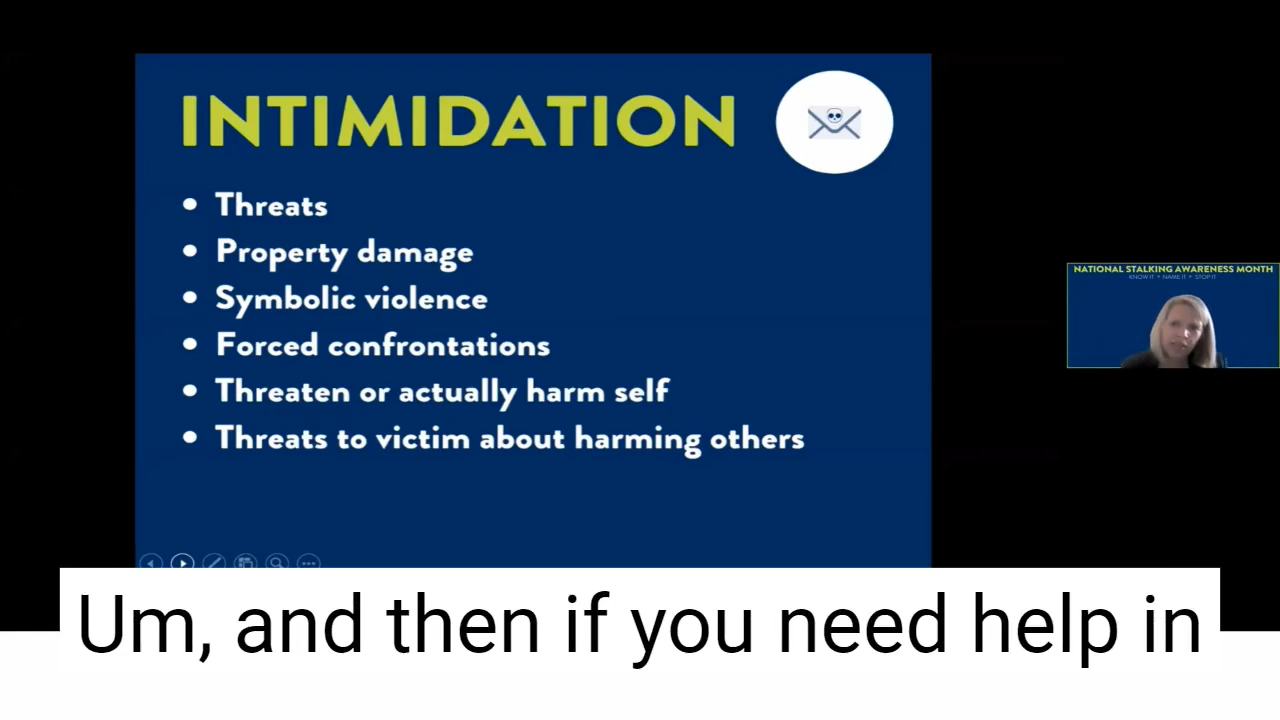 INTIMIDATION
• Threats
• Property damage
• Symbolic violence
• Forced confrontations
• Threaten or actually harm self
• Threats to victim about harming others
NATIONAL STALKING AWARENESS MONTH
KNOW IT • NAME IT • STOP IT
Um, and then if you need help in